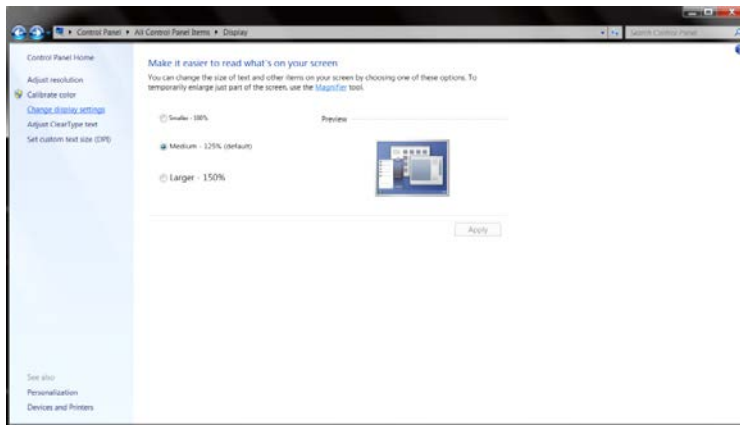 Control Panel ▸ All Control Panel Items ▸ Display
Search Control Panel
Control Panel Home
Adjust resolution
Calibrate color
Change display settings
Adjust ClearType text
Set custom text size (DPI)
Make it easier to read what's on your screen
You can change the size of text and other items on your screen by choosing one of these options. To
temporarily enlarge just part of the screen, use the Magnifier tool.
Smaller - 100%
Preview
Medium - 125% (default)
Larger - 150%
Apply
See also
Personalization
Devices and Printers